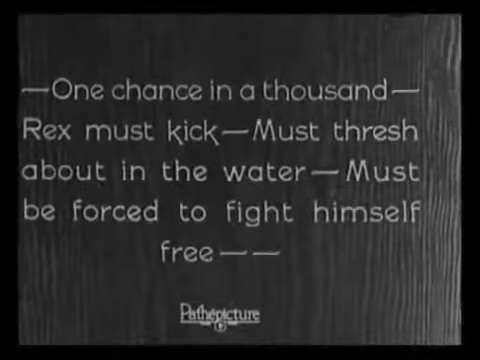 —One chance in a thousand—
Rex must kick—Must thresh
about in the water—Must
be forced to fight himself
free——
Pathépicture